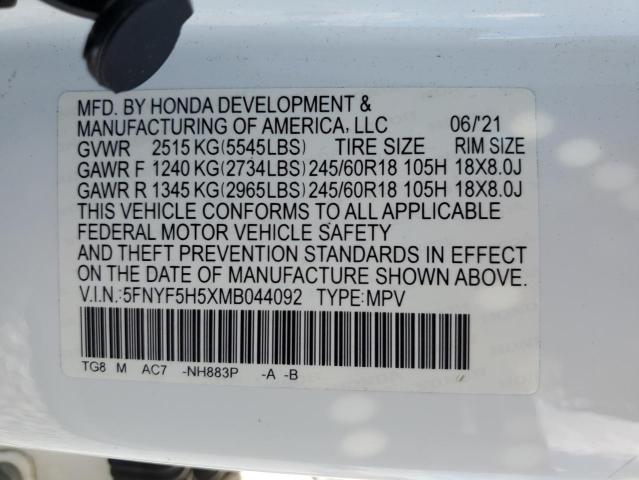 MFD. BY HONDA DEVELOPMENT &
MANUFACTURING OF AMERICA, LLC 06/'21
GVWR 2515 KG (5545LBS) TIRE SIZE RIM SIZE
GAWR F 1240 KG (2734LBS) 245/60R18 105H 18X8.0J
GAWR R 1345 KG (2965LBS) 245/60R18 105H 18X8.0J
THIS VEHICLE CONFORMS TO ALL APPLICABLE
FEDERAL MOTOR VEHICLE SAFETY
AND THEFT PREVENTION STANDARDS IN EFFECT
ON THE DATE OF MANUFACTURE SHOWN ABOVE.
V.I.N.:5FNYF5H5XMB044092 TYPE:MPV
TG8 M AC7 -NH883P -A -B